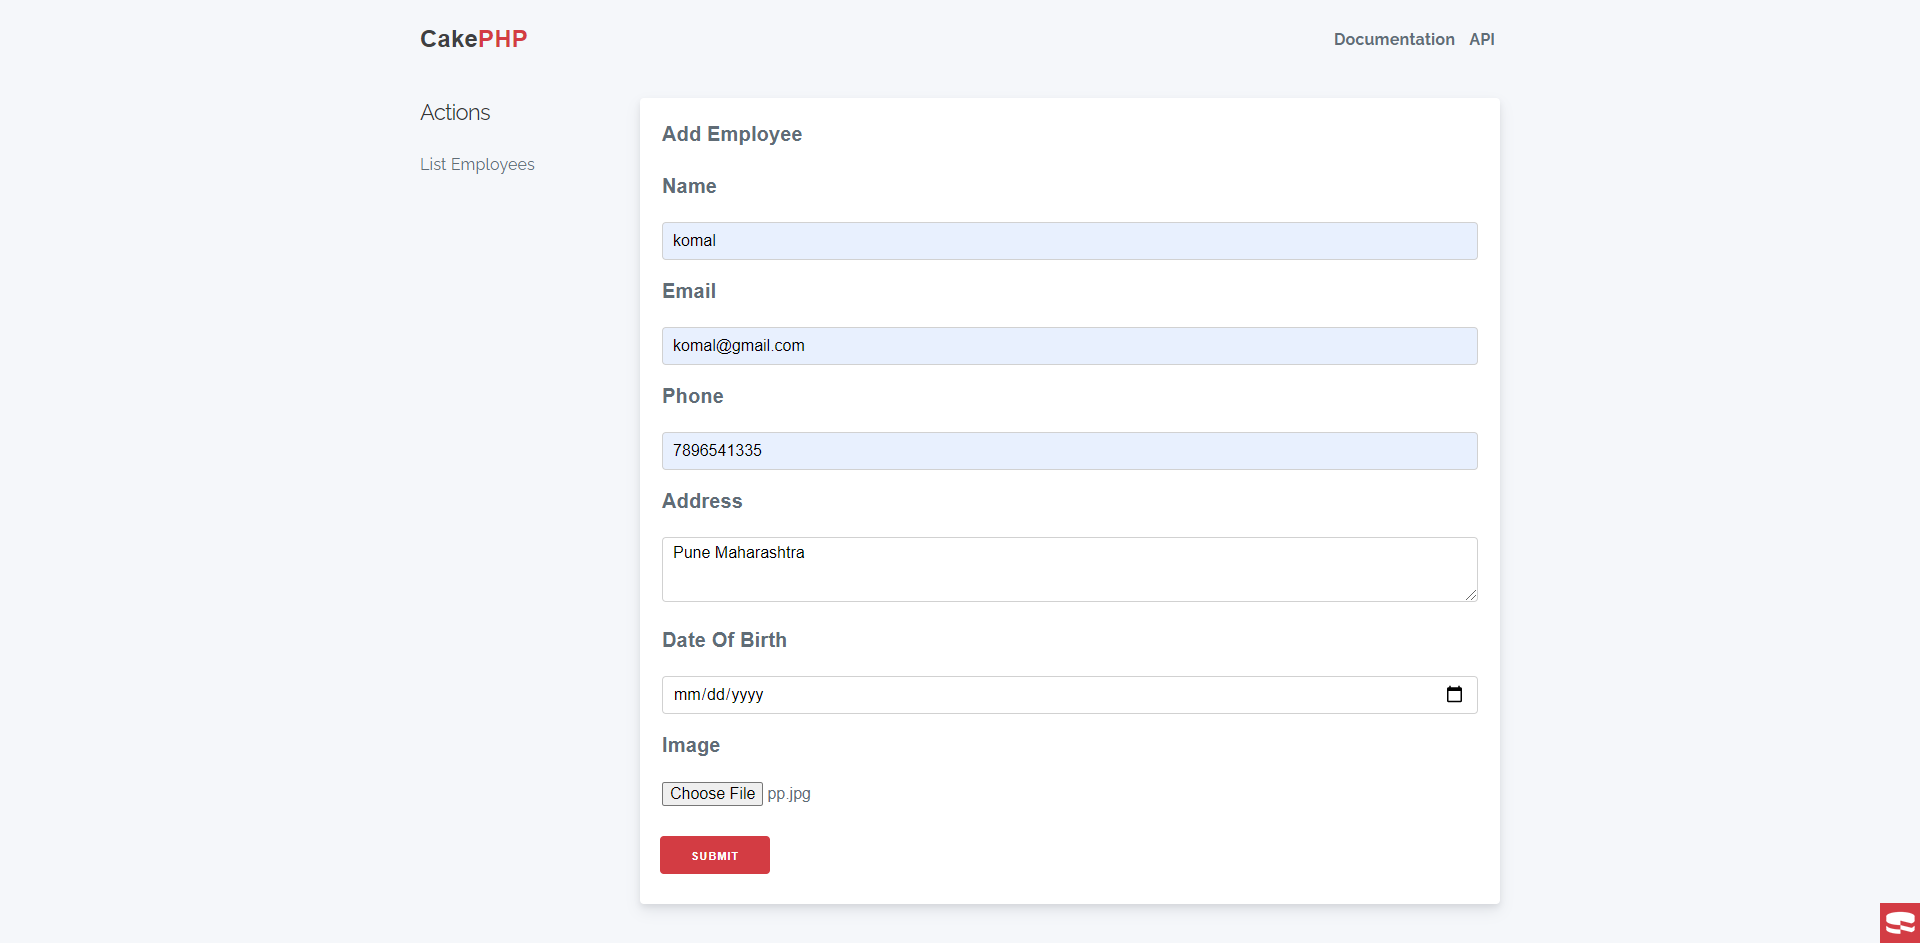 CakePHP
Documentation API
Actions
List Employees
Add Employee
Name
komal
Email
komal@gmail.com
Phone
7896541335
Address
Pune Maharashtra
Date Of Birth
mm/dd/yyyy
Image
Choose File pp.jpg
SUBMIT